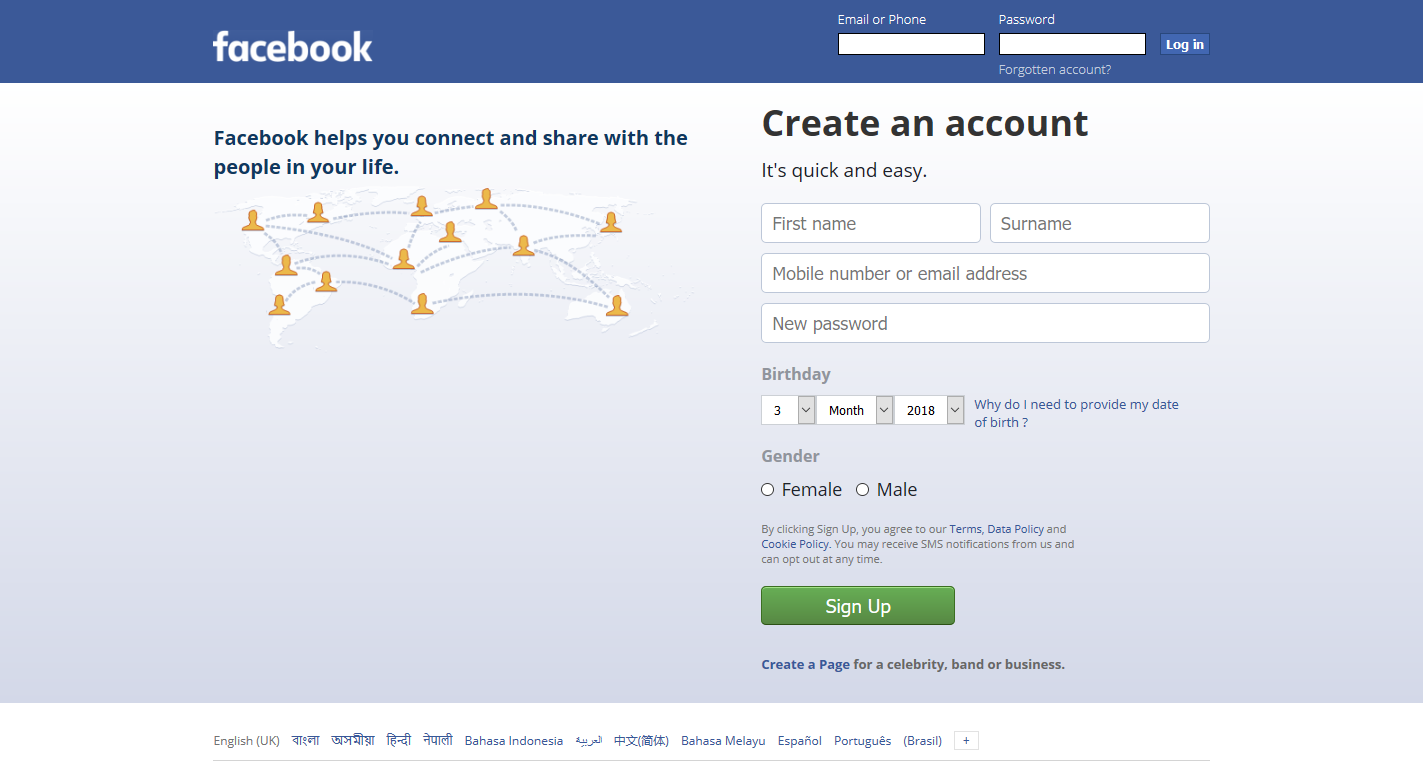 facebook
Email or Phone
Password
Log in
Forgotten account?
Facebook helps you connect and share with the
people in your life.
Create an account
It's quick and easy.
First name
Surname
Mobile number or email address
New password
Birthday
3 Month 2018
Why do I need to provide my date
of birth ?
Gender
Female Male
By clicking Sign Up, you agree to our Terms, Data Policy and
Cookie Policy. You may receive SMS notifications from us and
can opt out at any time.
Sign Up
Create a Page for a celebrity, band or business.
English (UK) বাংলা অসমীয়া हिन्दी नेपाली Bahasa Indonesia العربية 中文(简体) Bahasa Melayu Español Português (Brasil) +